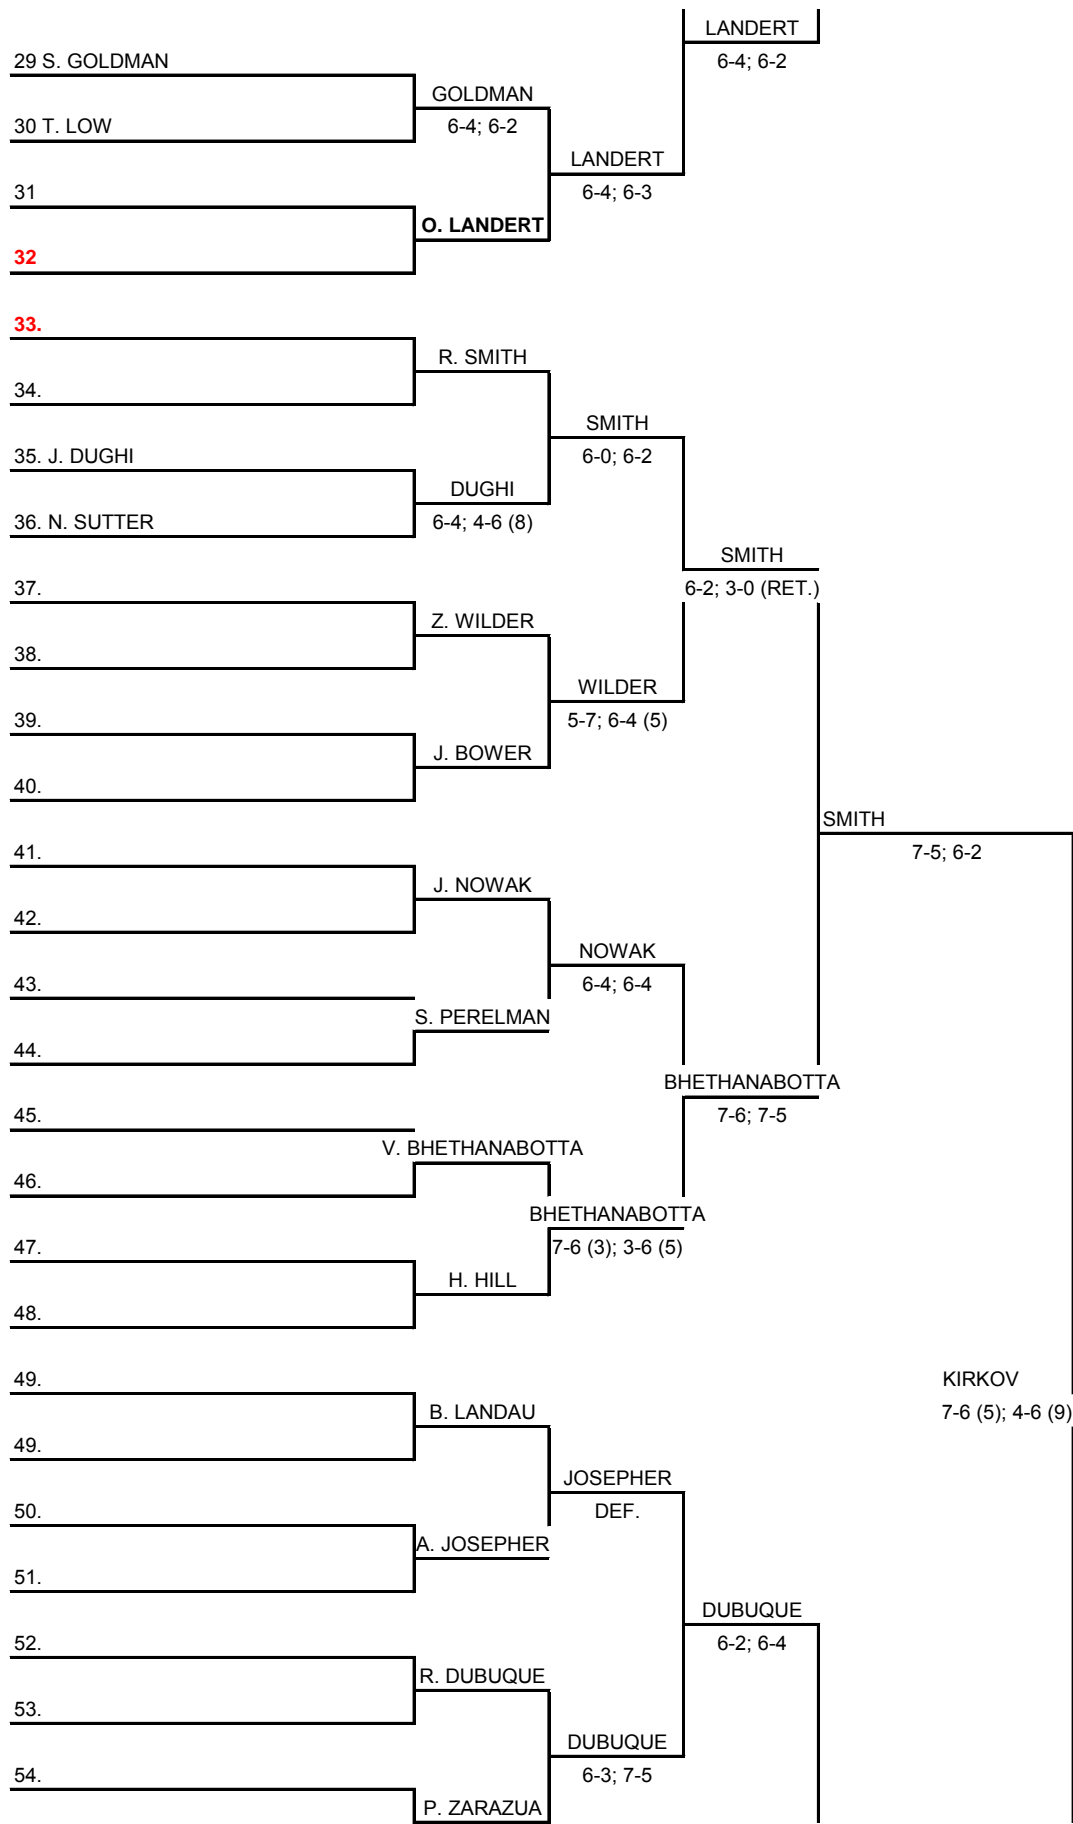 LANDERT
6-4; 6-2
29 S. GOLDMAN
GOLDMAN
6-4; 6-2
30 T. LOW
LANDERT
6-4; 6-3
31
O. LANDERT
32
33.
R. SMITH
34.
SMITH
6-0; 6-2
35. J. DUGHI
DUGHI
6-4; 4-6 (8)
36. N. SUTTER
SMITH
6-2; 3-0 (RET.)
37.
Z. WILDER
38.
WILDER
5-7; 6-4 (5)
39.
J. BOWER
40.
SMITH
7-5; 6-2
41.
J. NOWAK
42.
NOWAK
6-4; 6-4
43.
S. PERELMAN
44.
BHETHANABOTTA
7-6; 7-5
45.
V. BHETHANABOTTA
46.
BHETHANABOTTA
7-6 (3); 3-6 (5)
47.
H. HILL
48.
49.
KIRKOV
7-6 (5); 4-6 (9)
B. LANDAU
49.
JOSEPHER
DEF.
50.
A. JOSEPHER
51.
DUBUQUE
6-2; 6-4
52.
R. DUBUQUE
53.
DUBUQUE
6-3; 7-5
54.
P. ZARAZUA